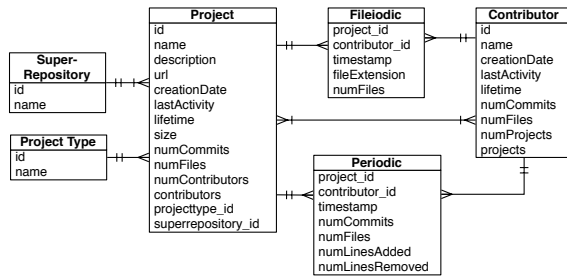 Super-
Repository
id
name
Project Type
id
name
Project
id
name
description
url
creationDate
lastActivity
lifetime
size
numCommits
numFiles
numContributors
contributors
projecttype_id
superrepository_id
Fileiodic
project_id
contributor_id
timestamp
fileExtension
numFiles
Periodic
project_id
contributor_id
timestamp
numCommits
numFiles
numLinesAdded
numLinesRemoved
Contributor
id
name
creationDate
lastActivity
lifetime
numCommits
numFiles
numProjects
projects